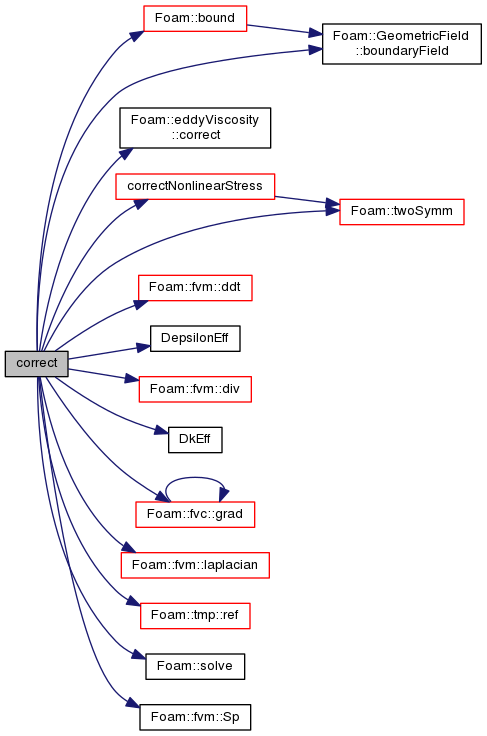 Foam::bound
Foam::GeometricField
::boundaryField
Foam::eddyViscosity
::correct
correctNonlinearStress
Foam::twoSymm
Foam::fvm::ddt
DepsilonEff
correct
Foam::fvm::div
DkEff
Foam::fvc::grad
Foam::fvm::laplacian
Foam::tmp::ref
Foam::solve
Foam::fvm::Sp